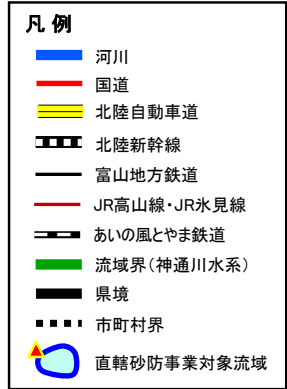 凡 例
河川
国道
北陸自動車道
北陸新幹線
富山地方鉄道
JR高山線・JR氷見線
あいの風とやま鉄道
流域界（神通川水系）
県境
市町村界
直轄砂防事業対象流域